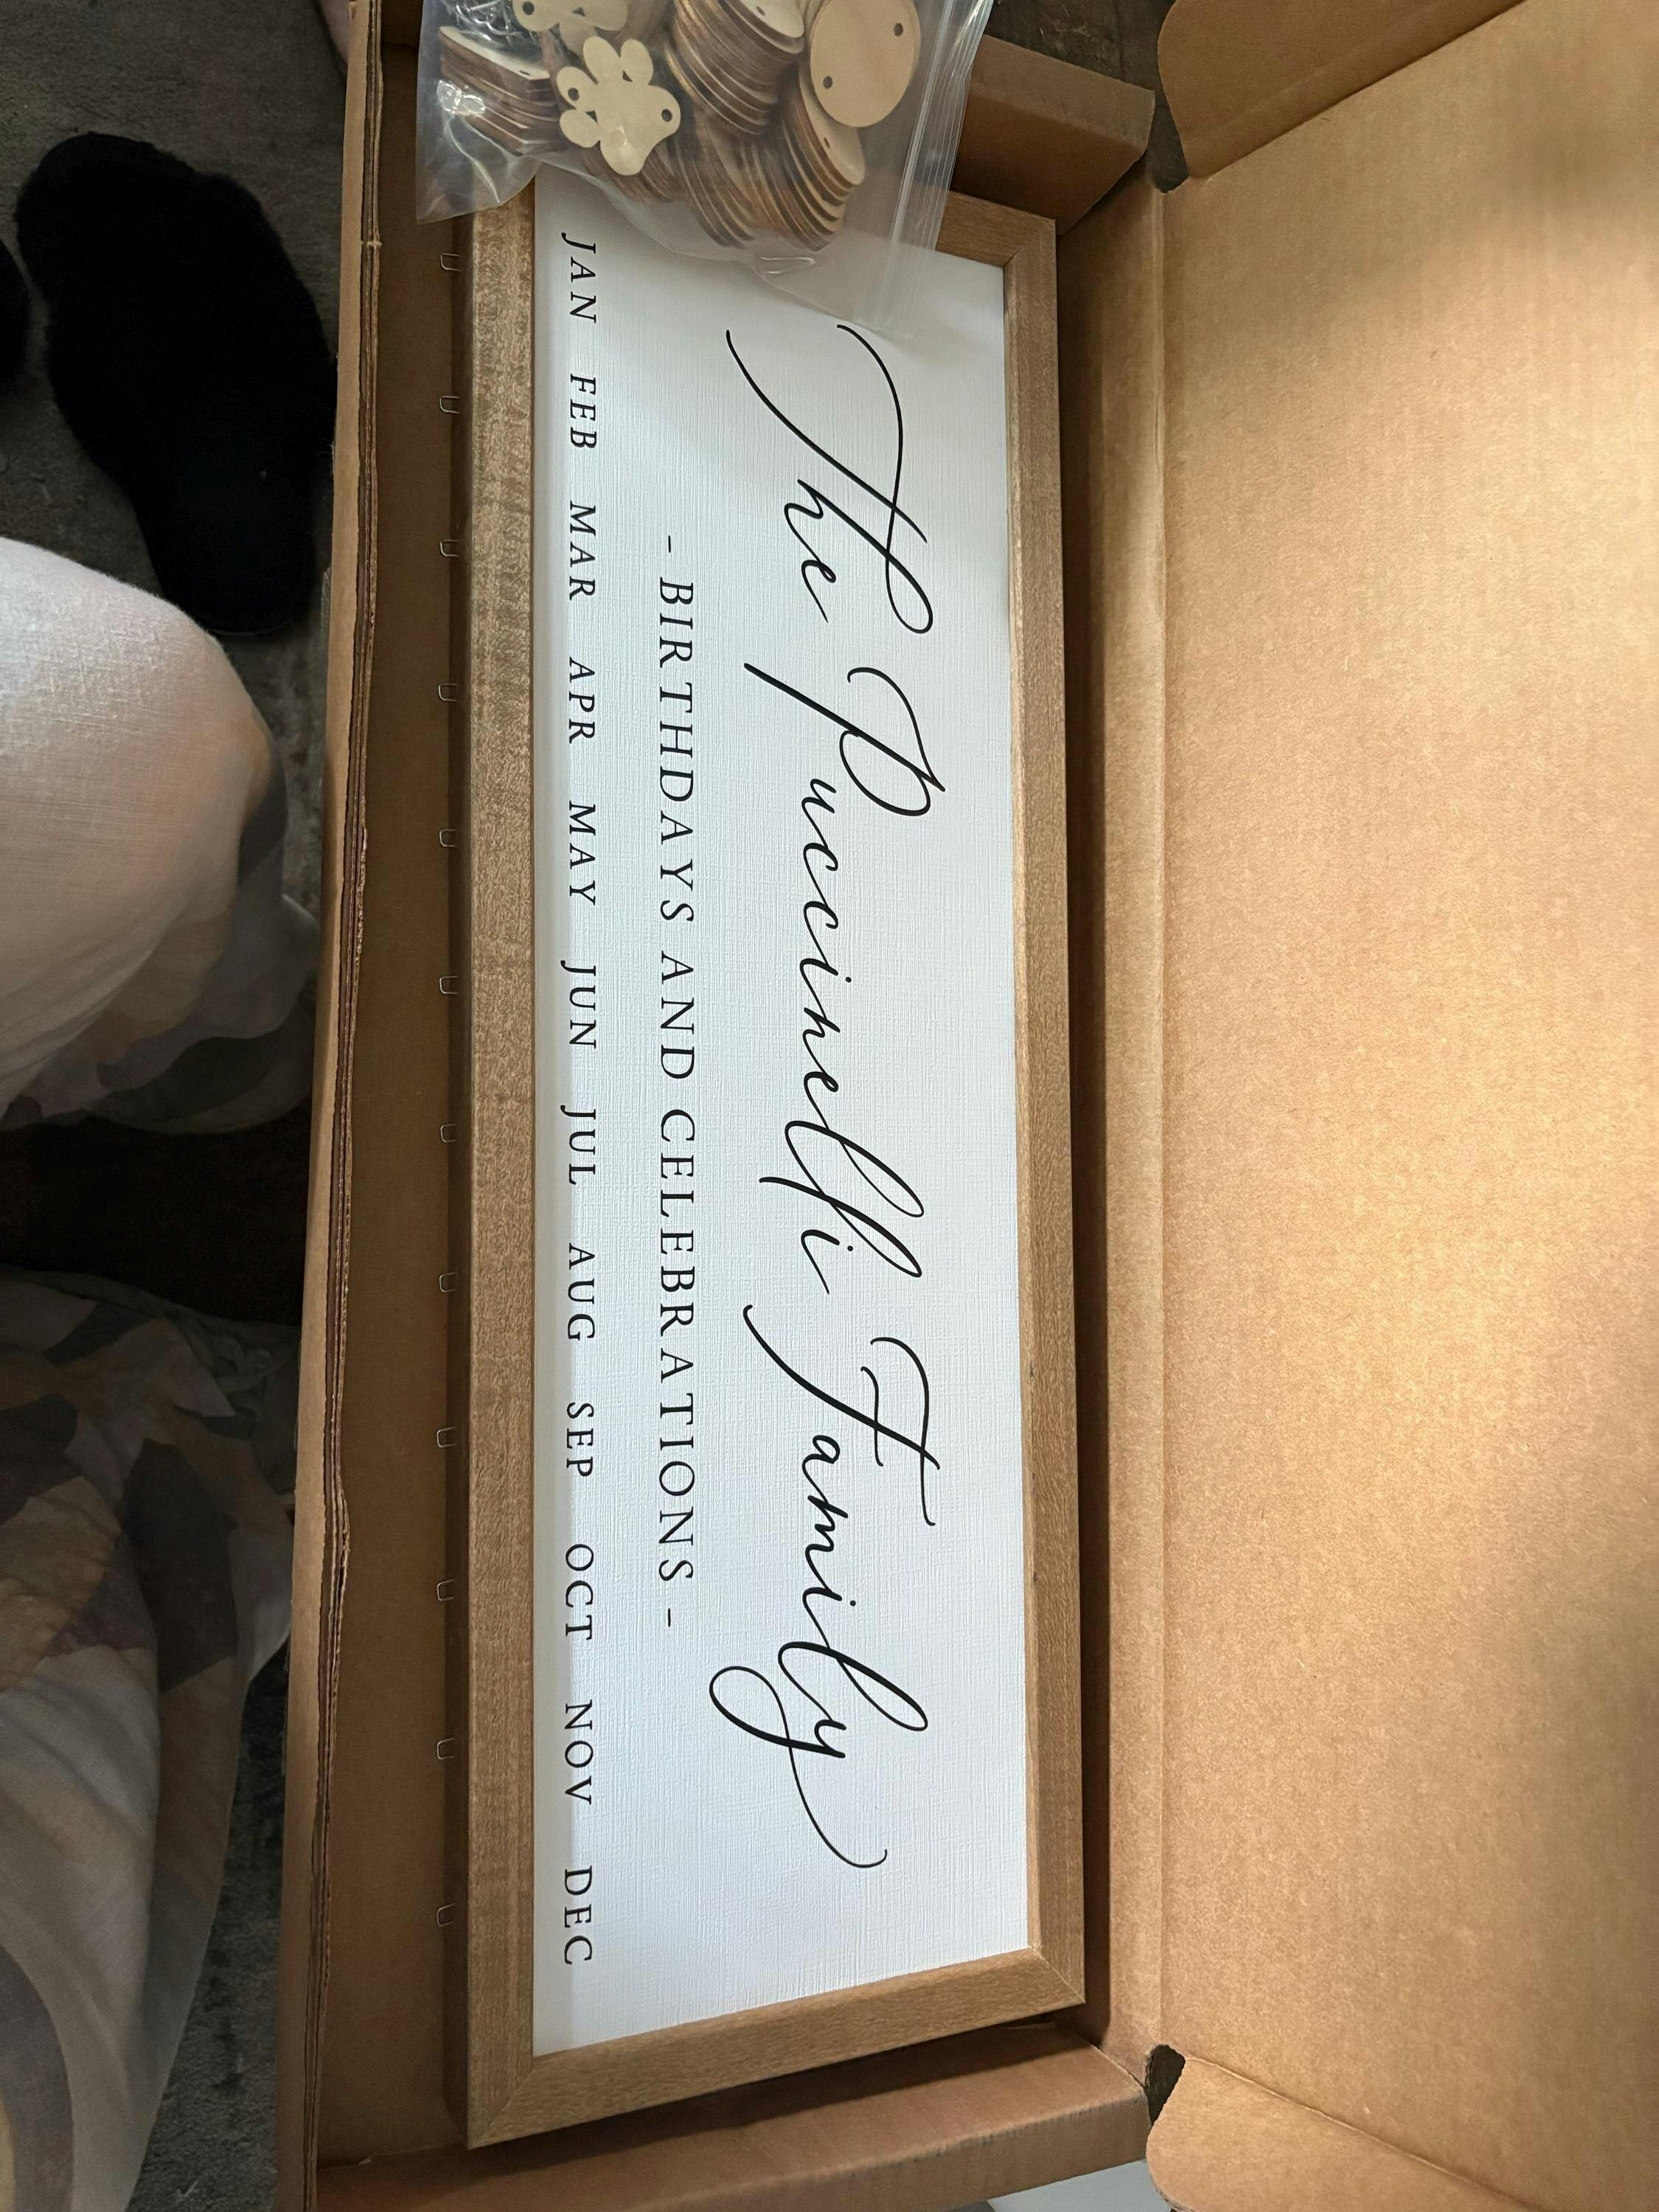 The Puccinelli Family
- BIRTHDAYS AND CELEBRATIONS -
JAN FEB MAR APR MAY JUN JUL AUG SEP OCT NOV DEC